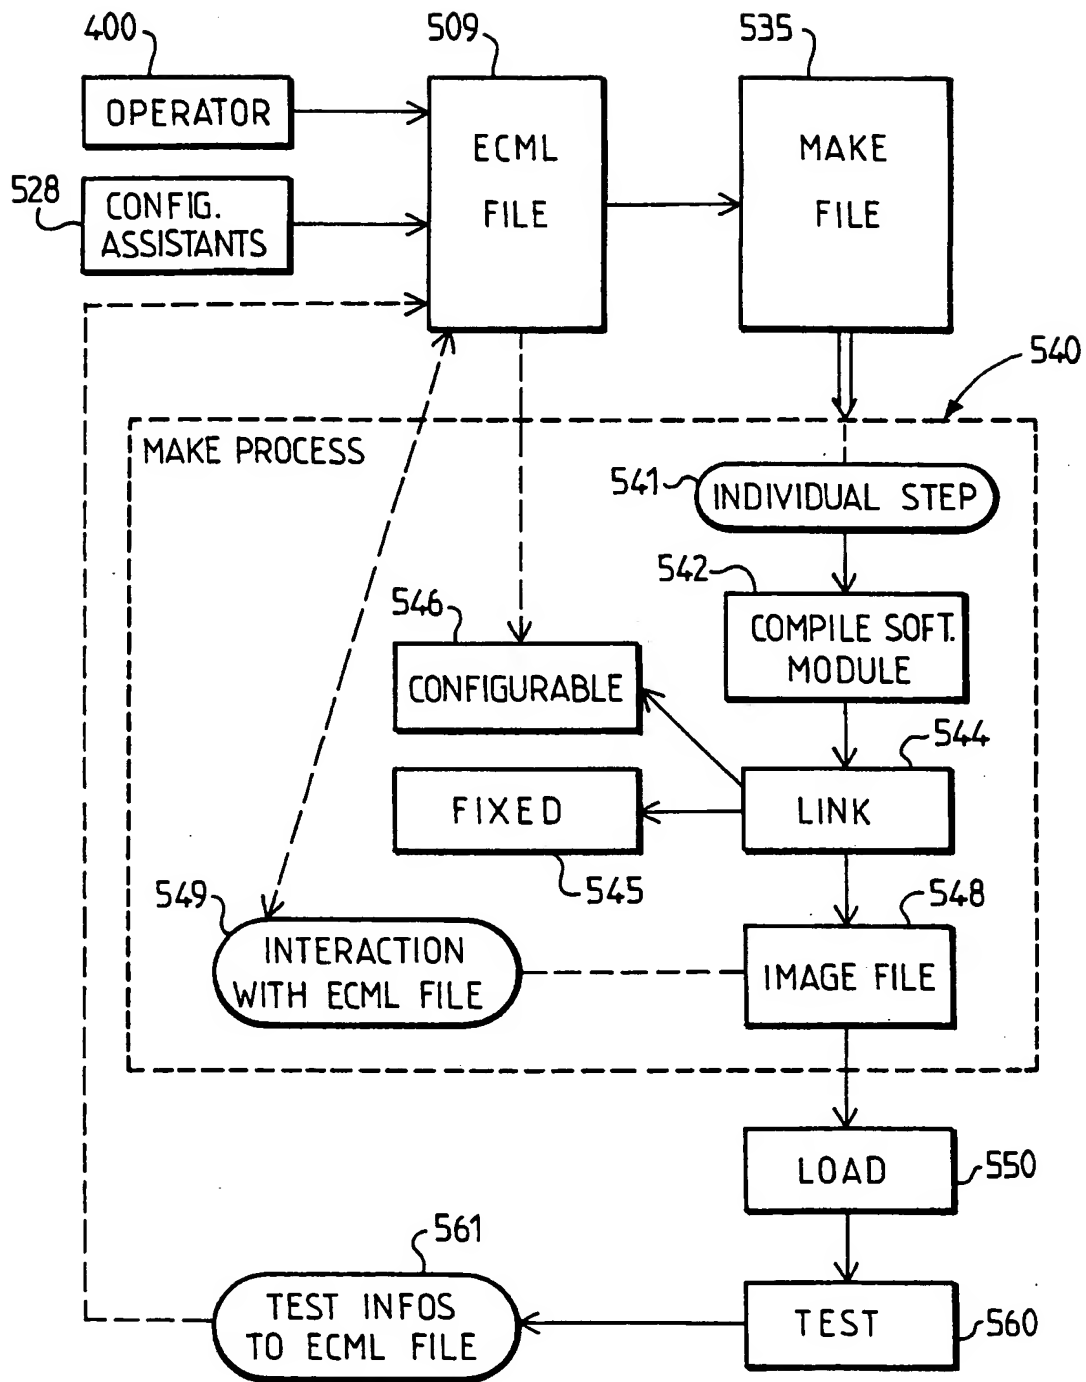 400
509
535
OPERATOR
ECML
FILE
MAKE
FILE
528
CONFIG.
ASSISTANTS
540
MAKE PROCESS
541
INDIVIDUAL STEP
542
COMPILE SOFT.
MODULE
546
CONFIGURABLE
544
LINK
FIXED
545
548
549
INTERACTION
WITH ECML FILE
IMAGE FILE
LOAD
550
561
TEST INFOS
TO ECML FILE
TEST
560